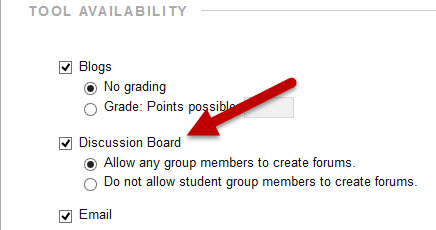 TOOL AVAILABILITY
Blogs
No grading
Grade: Points possible
Discussion Board
Allow any group members to create forums.
Do not allow student group members to create forums.
Email